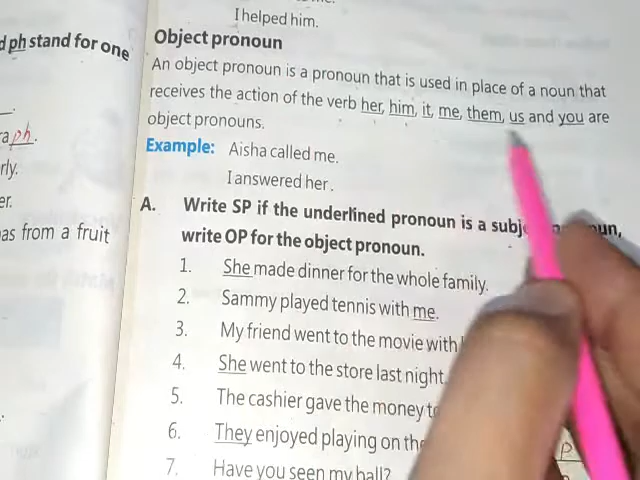 I helped him.
d ph stand for one
Object pronoun
An object pronoun is a pronoun that is used in place of a noun that
receives the action of the verb her, him, it, me, them, us and you are
object pronouns.
Example: Aisha called me.
I answered her.
A. Write SP if the underlined pronoun is a
write OP for the object pronoun.
1. She made dinner for the whole family.
2. Sammy played tennis with me.
3. My friend went to the movie with
4. She went to the store last night.
5. The cashier gave the money
6. They enjoyed playing on
7. Have you seen my ball?
aph.
rly.
er.
as from a fruit
P